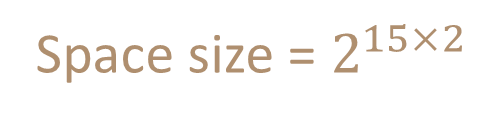 Space size = 2^{15×2}